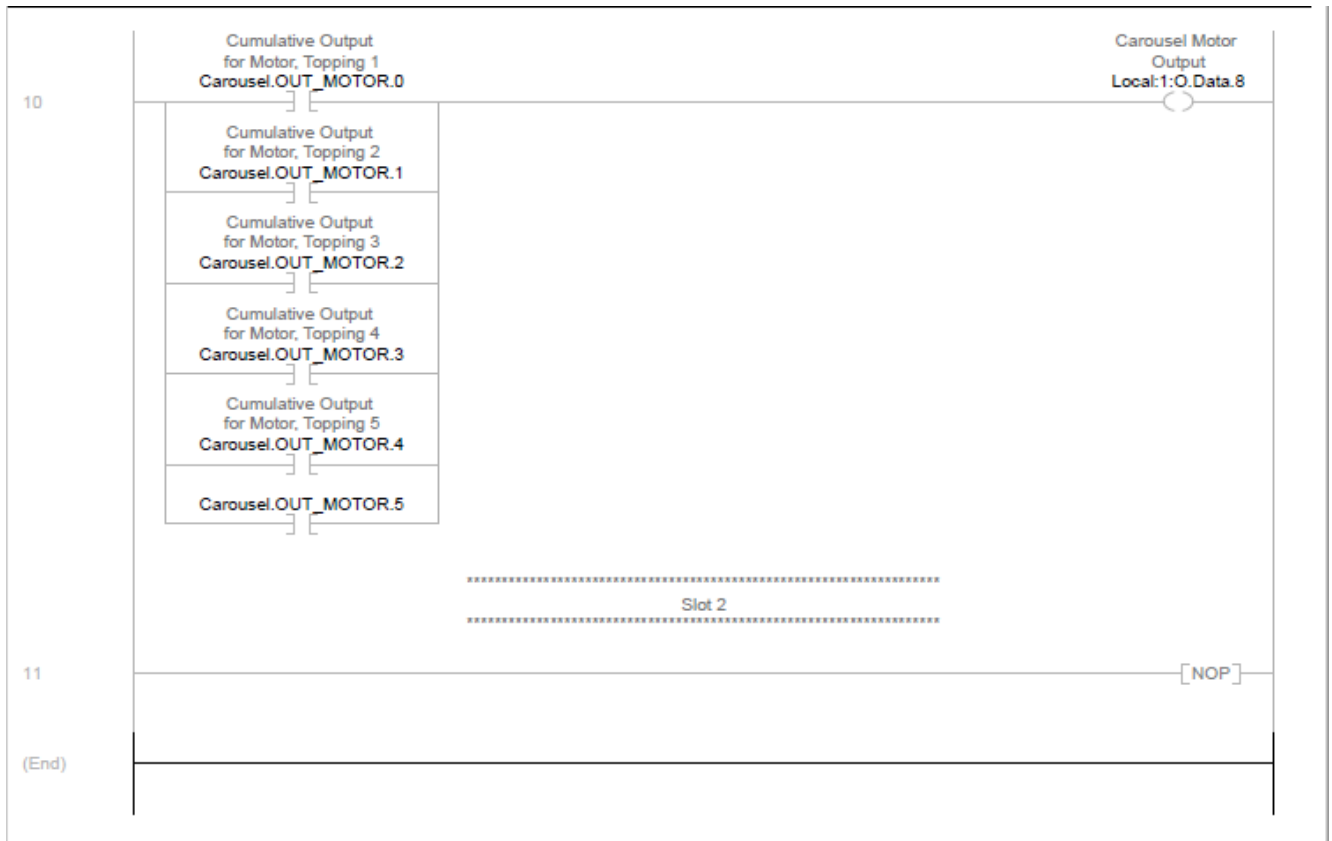 Cumulative Output
for Motor, Topping 1
Carousel.OUT_MOTOR.0
Carousel Motor
Output
Local:1:O.Data.8
10
Cumulative Output
for Motor, Topping 2
Carousel.OUT_MOTOR.1
Cumulative Output
for Motor, Topping 3
Carousel.OUT_MOTOR.2
Cumulative Output
for Motor, Topping 4
Carousel.OUT_MOTOR.3
Cumulative Output
for Motor, Topping 5
Carousel.OUT_MOTOR.4
Carousel.OUT_MOTOR.5
********************************************************************
Slot 2
********************************************************************
11
NOP
(End)